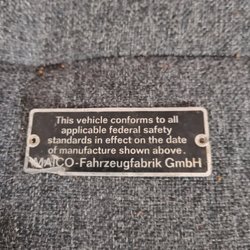 This vehicle conforms to all
applicable federal safety
standards in effect on the date
of manufacture shown above.
MAICO-Fahrzeugfabrik GmbH